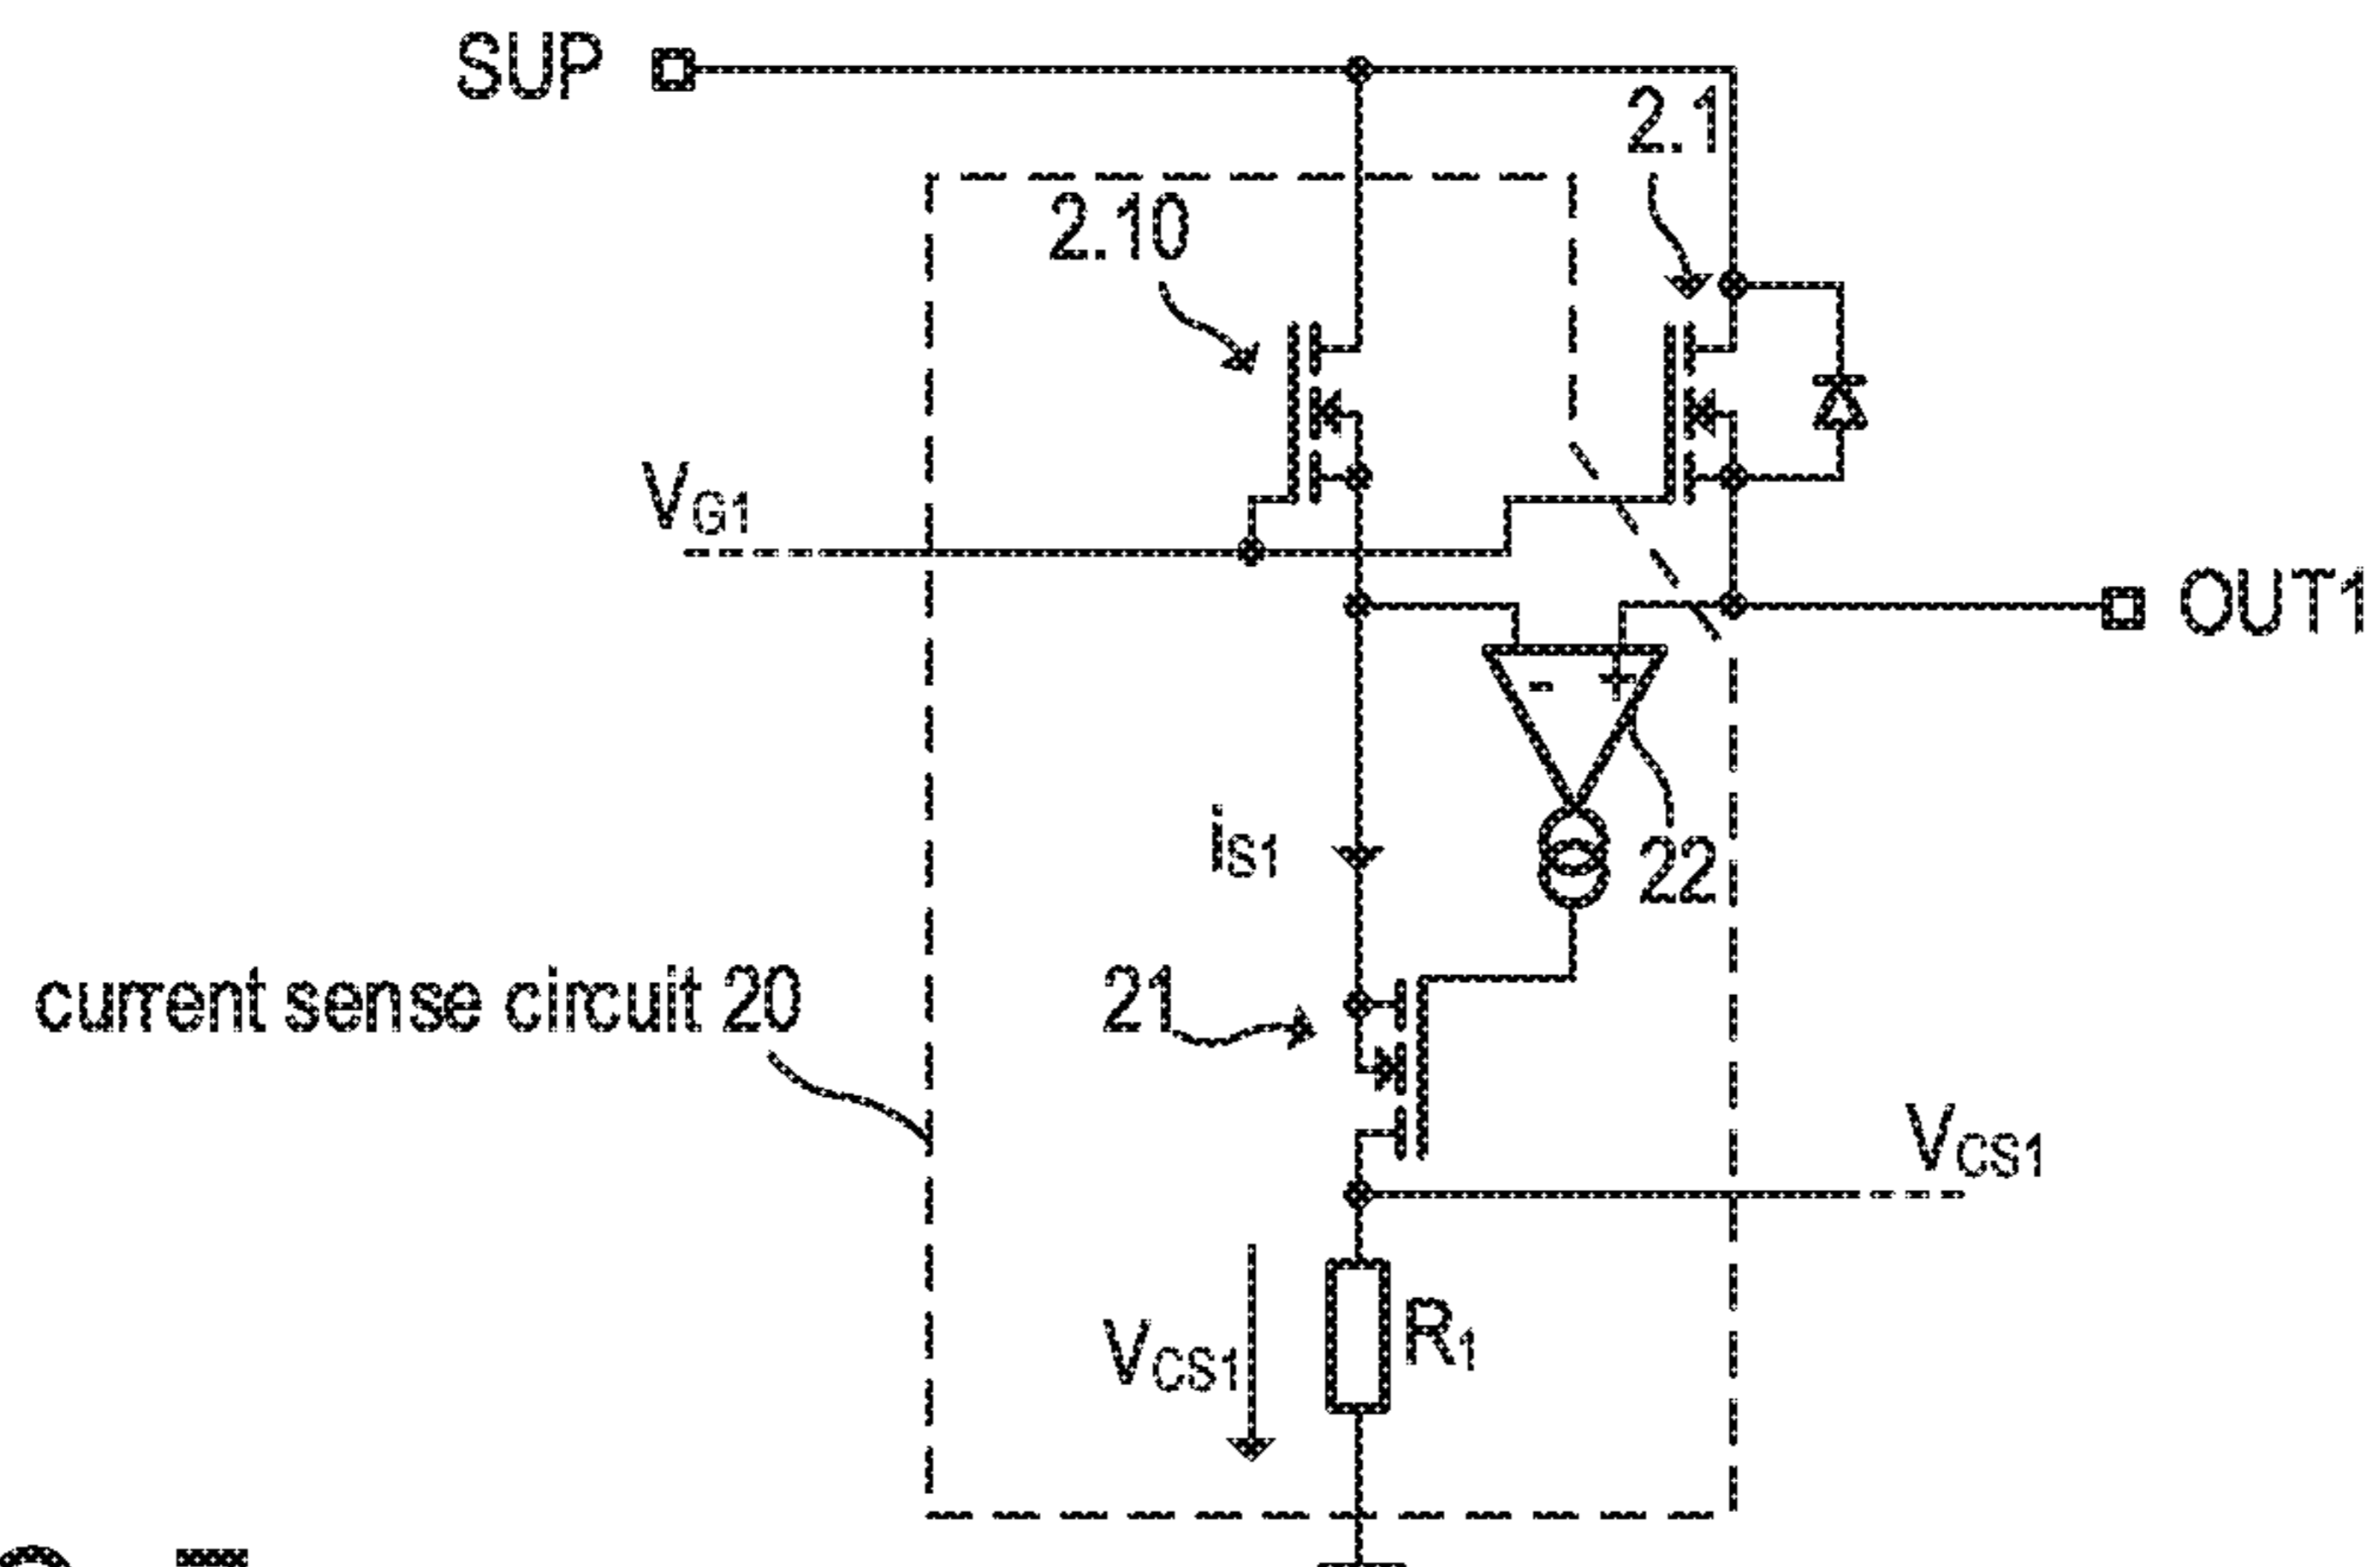 SUP
2.1
2.10
VG1
OUT1
iS1
22
current sense circuit 20
21
VCS1
VCS1
R1
- +